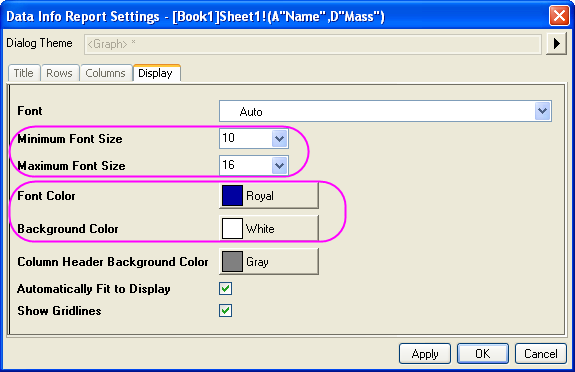 Data Info Report Settings - [Book1]Sheet1!(A"Name",D"Mass")
Dialog Theme <Graph> *
Title Rows Columns Display
Font Auto
Minimum Font Size 10
Maximum Font Size 16
Font Color Royal
Background Color White
Column Header Background Color Gray
Automatically Fit to Display
Show Gridlines
Apply OK Cancel